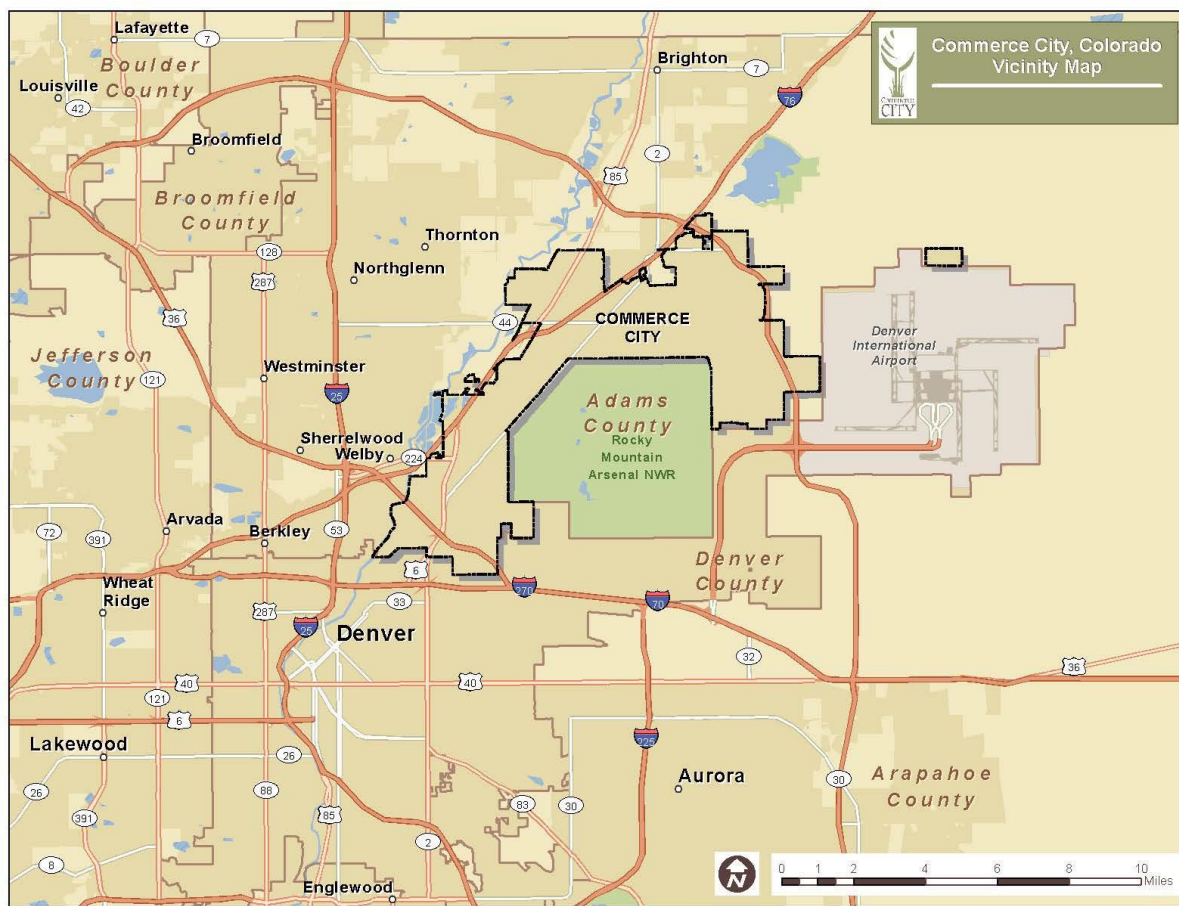 Commerce City, Colorado
Vicinity Map
COMMERCE
CITY
Lafayette
7
Boulder
County
Louisville
42
Brighton
7
76
Broomfield
2
85
Broomfield
County
Thornton
128
Northglenn
287
36
44
COMMERCE
CITY
Denver
International
Airport
Jefferson
County
121
Westminster
25
Adams
County
Rocky
Mountain
Arsenal NWR
Sherrelwood
Welby
224
Arvada
72
391
Berkley
53
6
270
Denver
County
Wheat
Ridge
287
33
70
25
Denver
32
36
40
40
121
6
225
Lakewood
26
Aurora
26
88
83
30
30
Arapahoe
County
391
85
2
8
Englewood
N
0 1 2 4 6 8 10
Miles